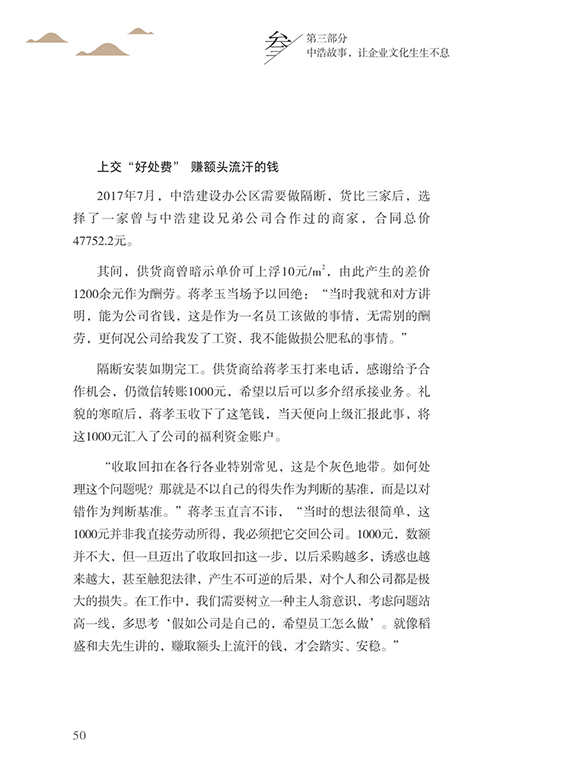 叁
第三部分
中浩故事，让企业文化生生不息
上交“好处费” 赚额头流汗的钱
2017年7月，中浩建设办公区需要做隔断，货比三家后，选
择了一家曾与中浩建设兄弟公司合作过的商家，合同总价
47752.2元。
其间，供货商曾暗示单价可上浮10元/m²，由此产生的差价
1200余元作为酬劳。蒋孝玉当场予以回绝：“当时我就和对方讲
明，能为公司省钱，这是作为一名员工该做的事情，无需别的酬
劳，更何况公司给我发了工资，我不能做损公肥私的事情。”
隔断安装如期完工。供货商给蒋孝玉打来电话，感谢给予合
作机会，仍微信转账1000元，希望以后可以多介绍承接业务。礼
貌的寒暄后，蒋孝玉收下了这笔钱，当天便向上级汇报此事，将
这1000元汇入了公司的福利资金账户。
“收取回扣在各行各业特别常见，这是个灰色地带。如何处
理这个问题呢？那就是不以自己的得失作为判断的基准，而是以对
错作为判断基准。”蒋孝玉直言不讳，“当时的想法很简单，这
1000元并非我直接劳动所得，我必须把它交回公司。1000元，数额
并不大，但一旦迈出了收取回扣这一步，以后采购越多，诱惑也越
来越大，甚至触犯法律，产生不可逆的后果，对个人和公司都是极
大的损失。在工作中，我们需要树立一种主人翁意识，考虑问题站
高一线，多思考‘假如公司是自己的，希望员工怎么做’。就像稻
盛和夫先生讲的，赚取额头上流汗的钱，才会踏实、安稳。”
50